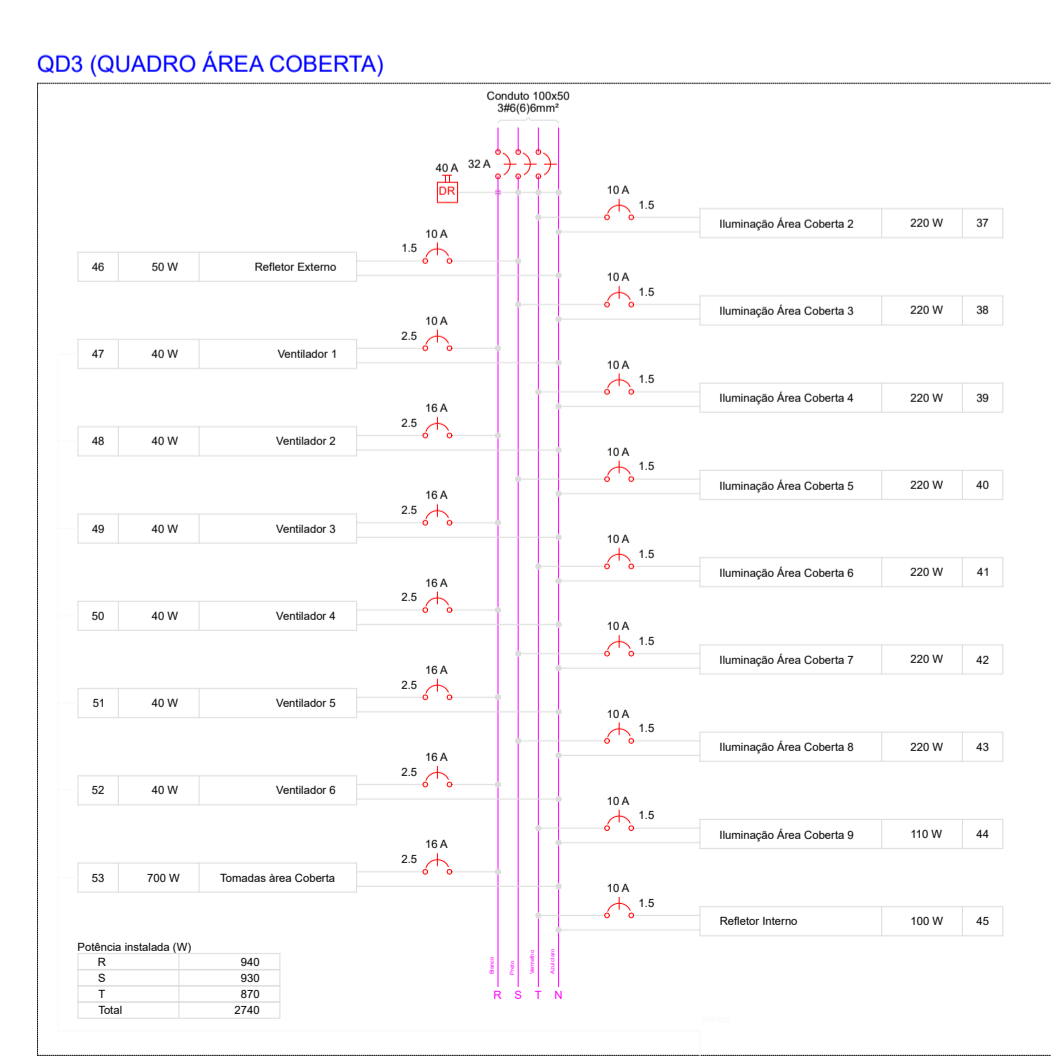 QD3 (QUADRO ÁREA COBERTA)
Conduto 100x50
3#6(6)6mm²
40 A
32 A
DR
10 A
1.5
Iluminação Área Coberta 2 220 W 37
10 A
1.5
46 50 W Refletor Externo
10 A
1.5
Iluminação Área Coberta 3 220 W 38
10 A
2.5
47 40 W Ventilador 1
10 A
1.5
Iluminação Área Coberta 4 220 W 39
16 A
2.5
48 40 W Ventilador 2
10 A
1.5
Iluminação Área Coberta 5 220 W 40
16 A
2.5
49 40 W Ventilador 3
10 A
1.5
Iluminação Área Coberta 6 220 W 41
16 A
2.5
50 40 W Ventilador 4
10 A
1.5
Iluminação Área Coberta 7 220 W 42
16 A
2.5
51 40 W Ventilador 5
10 A
1.5
Iluminação Área Coberta 8 220 W 43
16 A
2.5
52 40 W Ventilador 6
10 A
1.5
Iluminação Área Coberta 9 110 W 44
16 A
2.5
53 700 W Tomadas àrea Coberta
10 A
1.5
Refletor Interno 100 W 45
Potência instalada (W)
R 940
S 930
T 870
Total 2740
Branco
Preto
Vermelho
Azul claro
R S T N